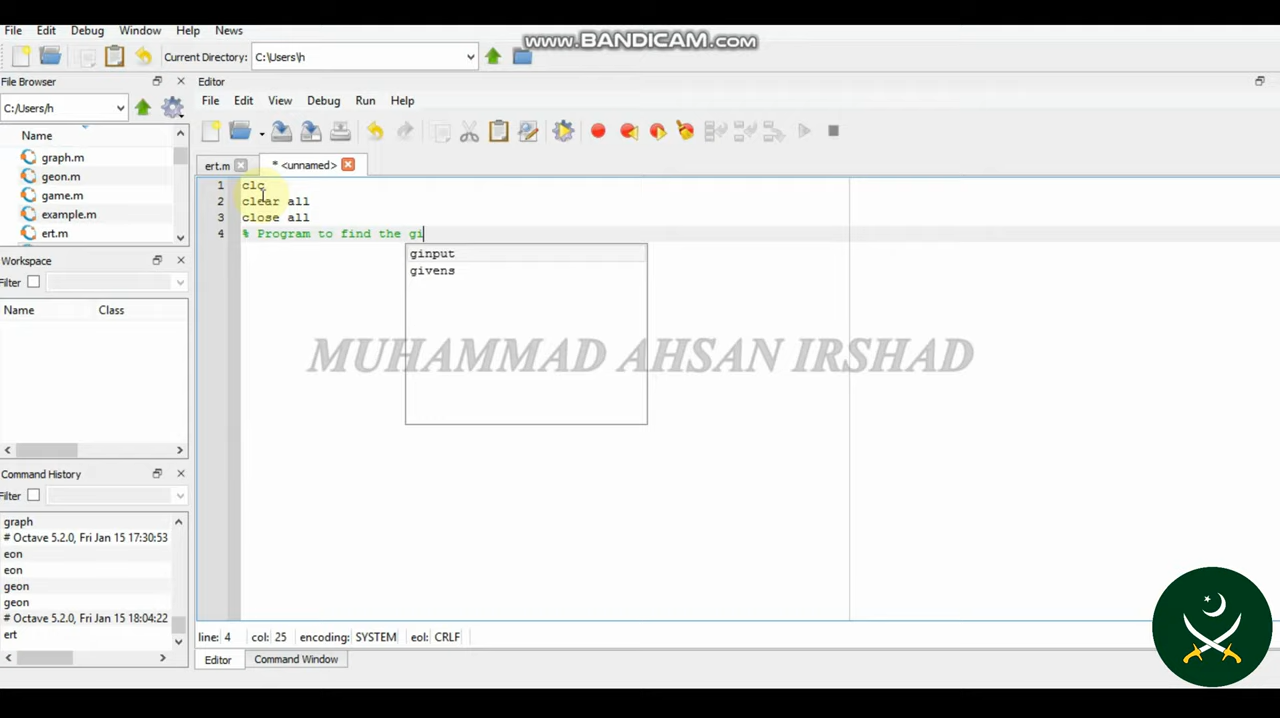 File Edit Debug Window Help News
www.BANDICAM.com
Current Directory: C:\Users\h
File Browser
Editor
C:/Users/h
File Edit View Debug Run Help
Name
graph.m
geon.m
game.m
example.m
ert.m
ert.m * <unnamed>
1 clc
2 clear all
3 close all
4 % Program to find the gi
ginput
givens
Workspace
Filter
Name Class
MUHAMMAD AHSAN IRSHAD
Command History
Filter
graph
# Octave 5.2.0, Fri Jan 15 17:30:53
eon
eon
geon
geon
# Octave 5.2.0, Fri Jan 15 18:04:22
ert
line: 4 col: 25 encoding: SYSTEM eol: CRLF
Editor Command Window